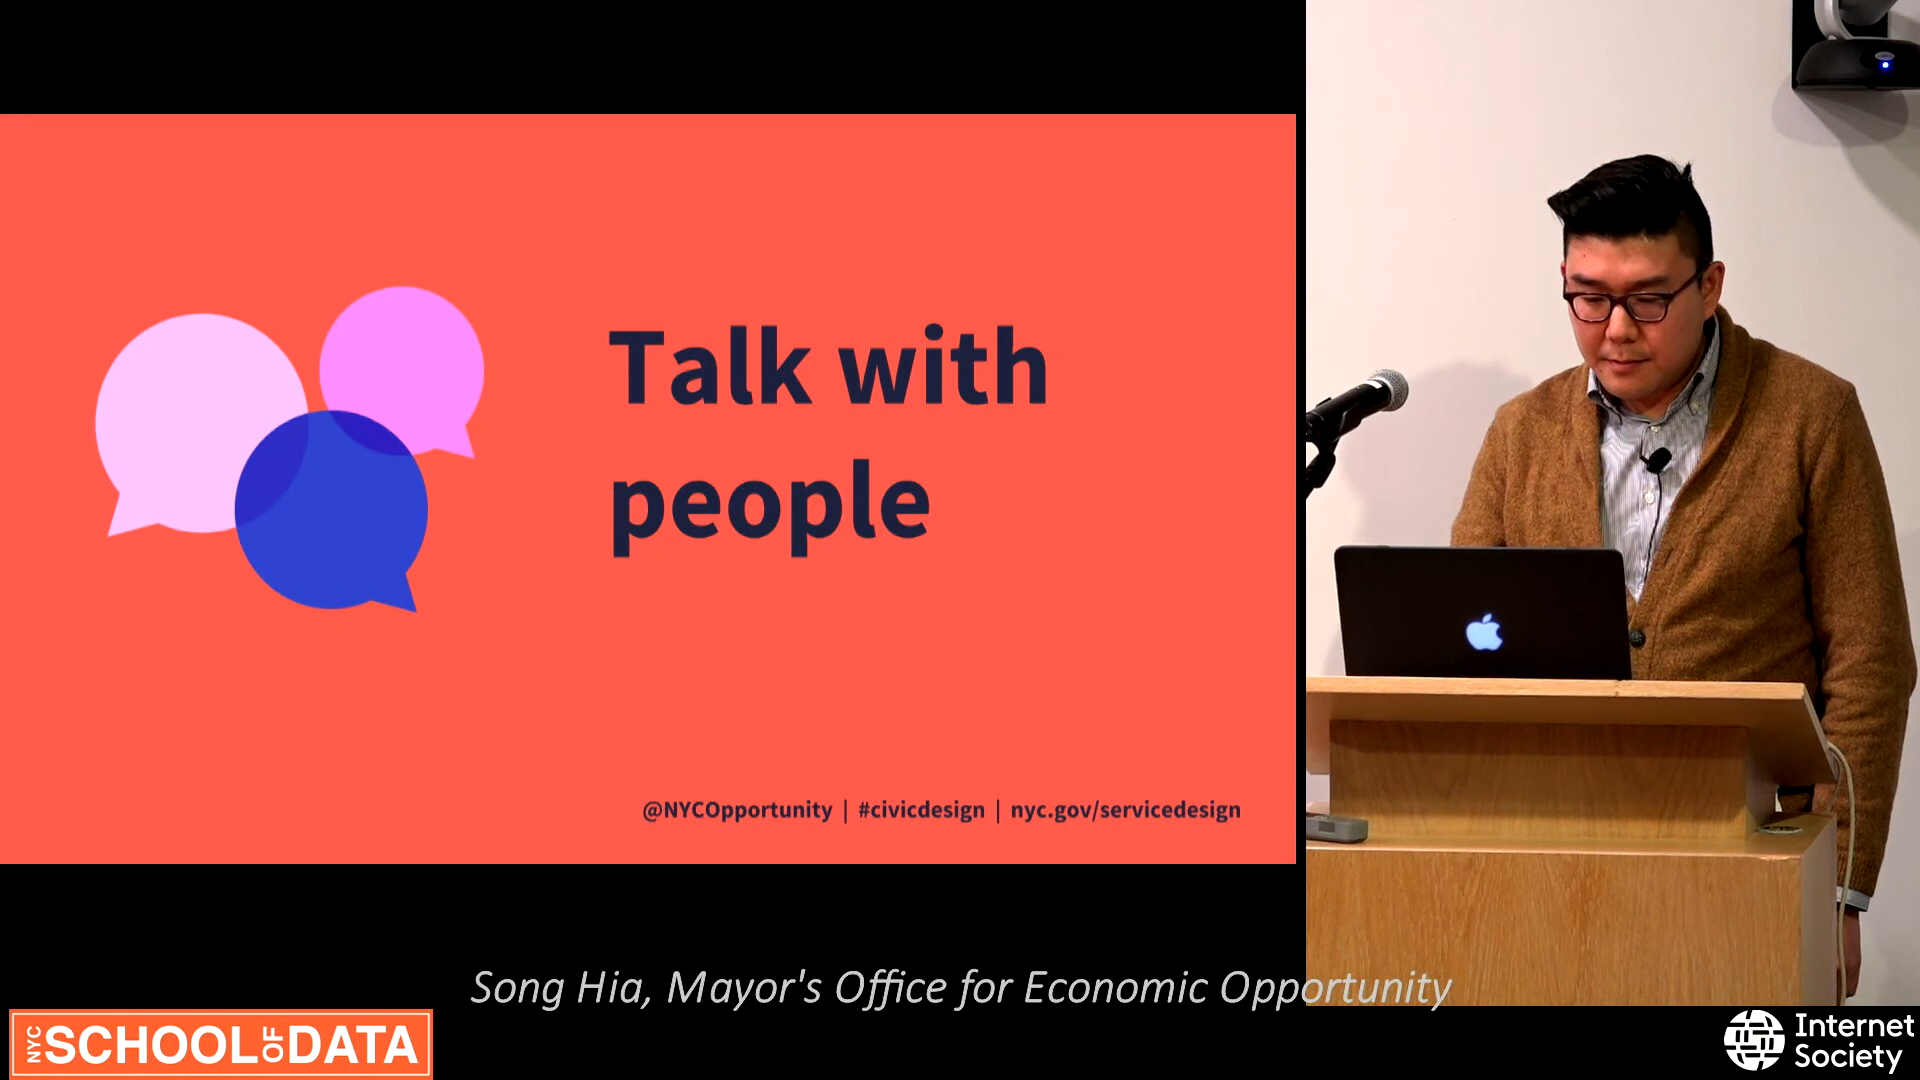 Talk with
people
@NYCOpportunity | #civicdesign | nyc.gov/servicedesign
Song Hia, Mayor's Office for Economic Opportunity
NYC SCHOOL OF DATA
Internet
Society